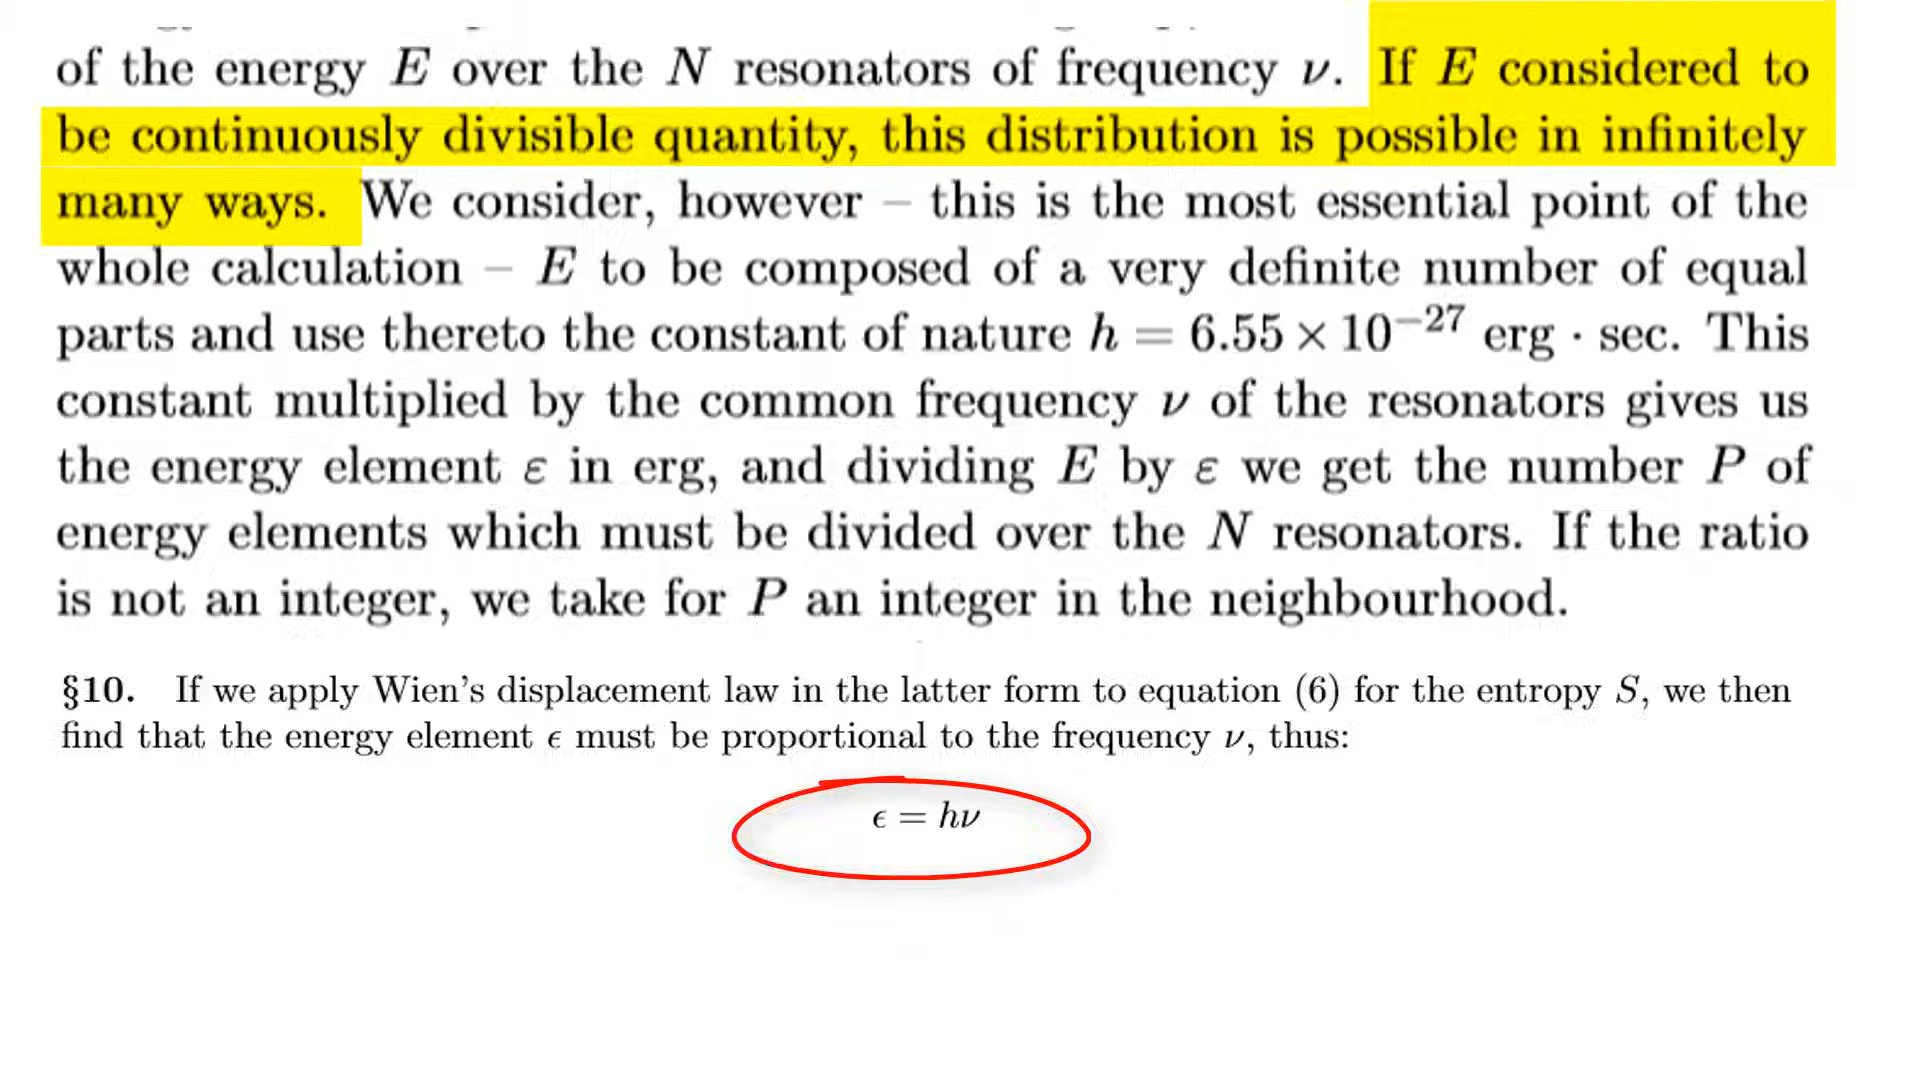 of the energy E over the N resonators of frequency ν. If E considered to
be continuously divisible quantity, this distribution is possible in infinitely
many ways. We consider, however – this is the most essential point of the
whole calculation – E to be composed of a very definite number of equal
parts and use thereto the constant of nature h = 6.55 × 10⁻²⁷ erg · sec. This
constant multiplied by the common frequency ν of the resonators gives us
the energy element ε in erg, and dividing E by ε we get the number P of
energy elements which must be divided over the N resonators. If the ratio
is not an integer, we take for P an integer in the neighbourhood.
§10. If we apply Wien's displacement law in the latter form to equation (6) for the entropy S, we then
find that the energy element ϵ must be proportional to the frequency ν, thus:
ϵ = hν